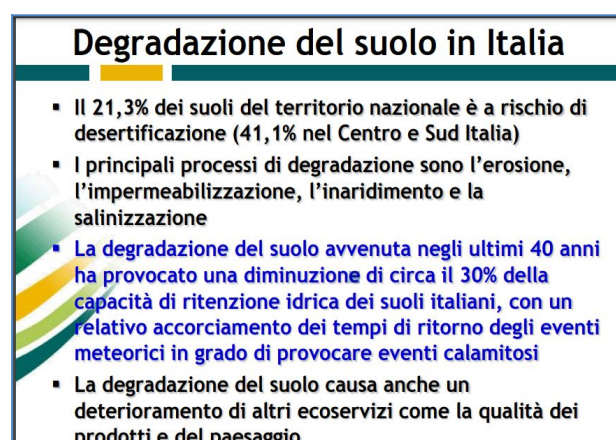 Degradazione del suolo in Italia
▪ Il 21,3% dei suoli del territorio nazionale è a rischio di
desertificazione (41,1% nel Centro e Sud Italia)
▪ I principali processi di degradazione sono l'erosione,
l'impermeabilizzazione, l'inaridimento e la
salinizzazione
▪ La degradazione del suolo avvenuta negli ultimi 40 anni
ha provocato una diminuzione di circa il 30% della
capacità di ritenzione idrica dei suoli italiani, con un
relativo accorciamento dei tempi di ritorno degli eventi
meteorici in grado di provocare eventi calamitosi
▪ La degradazione del suolo causa anche un
deterioramento di altri ecoservizi come la qualità dei
prodotti e del paesaggio